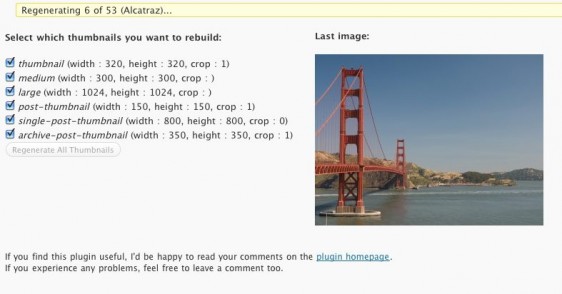 Regenerating 6 of 53 (Alcatraz)...
Select which thumbnails you want to rebuild:
thumbnail (width : 320, height : 320, crop : 1)
medium (width : 300, height : 300, crop : )
large (width : 1024, height : 1024, crop : )
post-thumbnail (width : 150, height : 150, crop : 1)
single-post-thumbnail (width : 800, height : 800, crop : 0)
archive-post-thumbnail (width : 350, height : 350, crop : 1)
Regenerate All Thumbnails
Last image:
If you find this plugin useful, I'd be happy to read your comments on the plugin homepage.
If you experience any problems, feel free to leave a comment too.